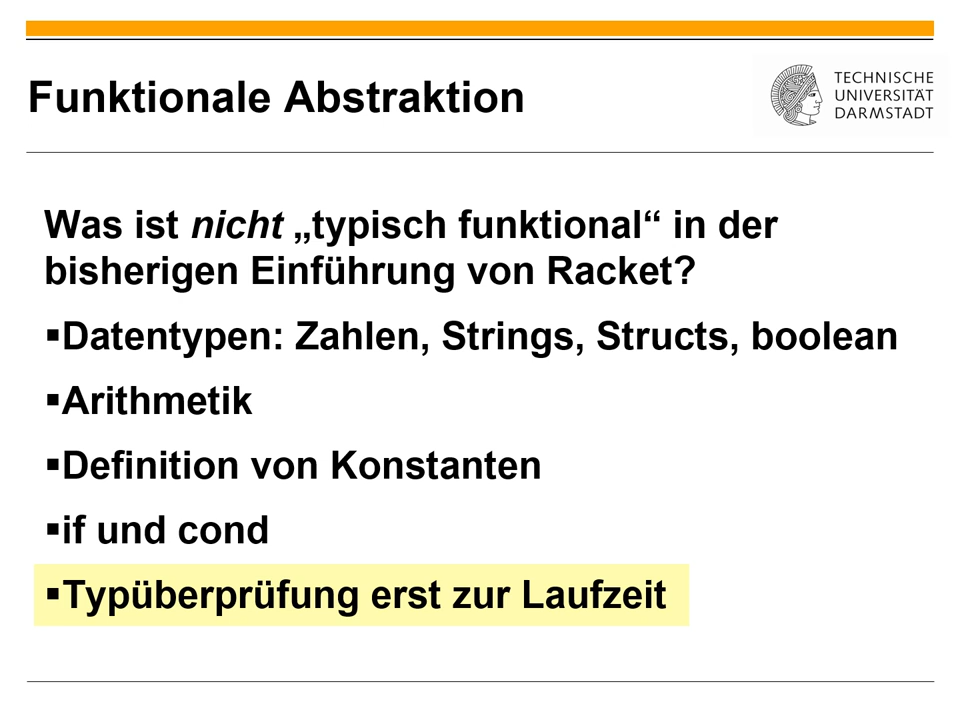 Funktionale Abstraktion
TECHNISCHE
UNIVERSITÄT
DARMSTADT
Was ist nicht „typisch funktional“ in der
bisherigen Einführung von Racket?
▪Datentypen: Zahlen, Strings, Structs, boolean
▪Arithmetik
▪Definition von Konstanten
▪if und cond
▪Typüberprüfung erst zur Laufzeit